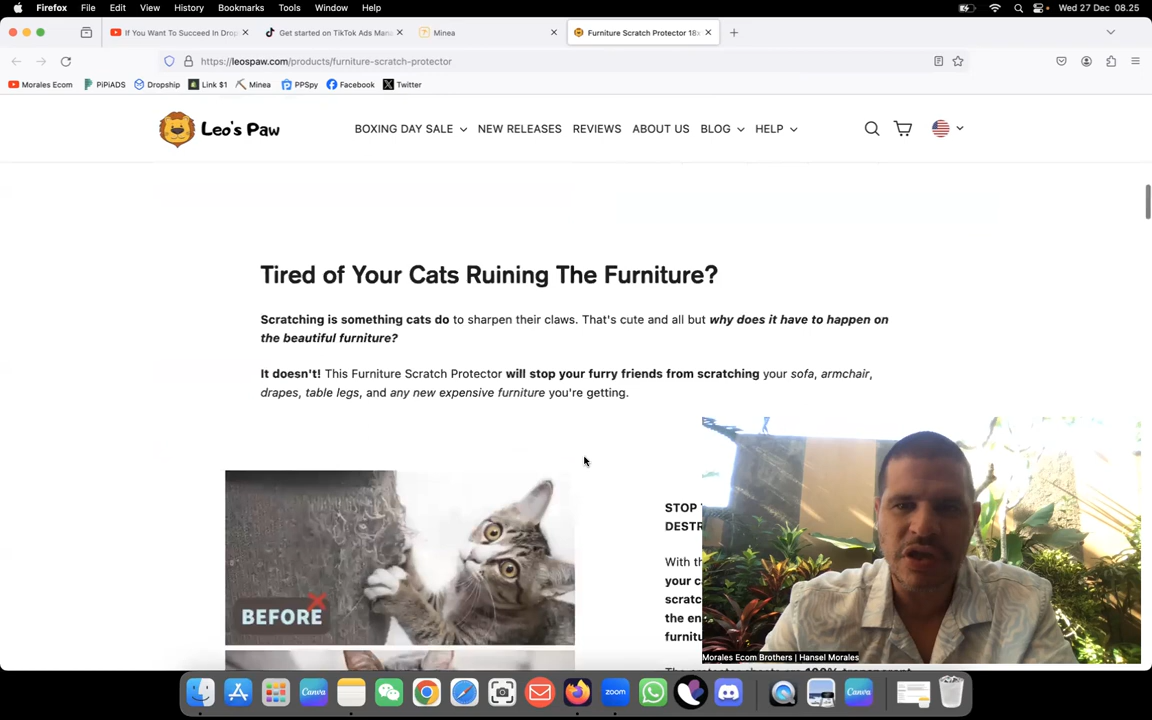 Firefox File Edit View History Bookmarks Tools Window Help Wed 27 Dec 08.25
If You Want To Succeed In Drop
Get started on TikTok Ads Man
Minea
Furniture Scratch Protector 18
https://leospaw.com/products/furniture-scratch-protector
Morales Ecom PiPiADS Dropship Link $1 Minea PPSpy Facebook Twitter
Leo's Paw
BOXING DAY SALE NEW RELEASES REVIEWS ABOUT US BLOG HELP
Tired of Your Cats Ruining The Furniture?
Scratching is something cats do to sharpen their claws. That's cute and all but why does it have to happen on
the beautiful furniture?
It doesn't! This Furniture Scratch Protector will stop your furry friends from scratching your sofa, armchair,
drapes, table legs, and any new expensive furniture you're getting.
BEFORE
STOP
DESTR
With th
your c
scratc
the en
furnitu
Morales Ecom Brothers | Hansel Morales
Canva
zoom
Canva